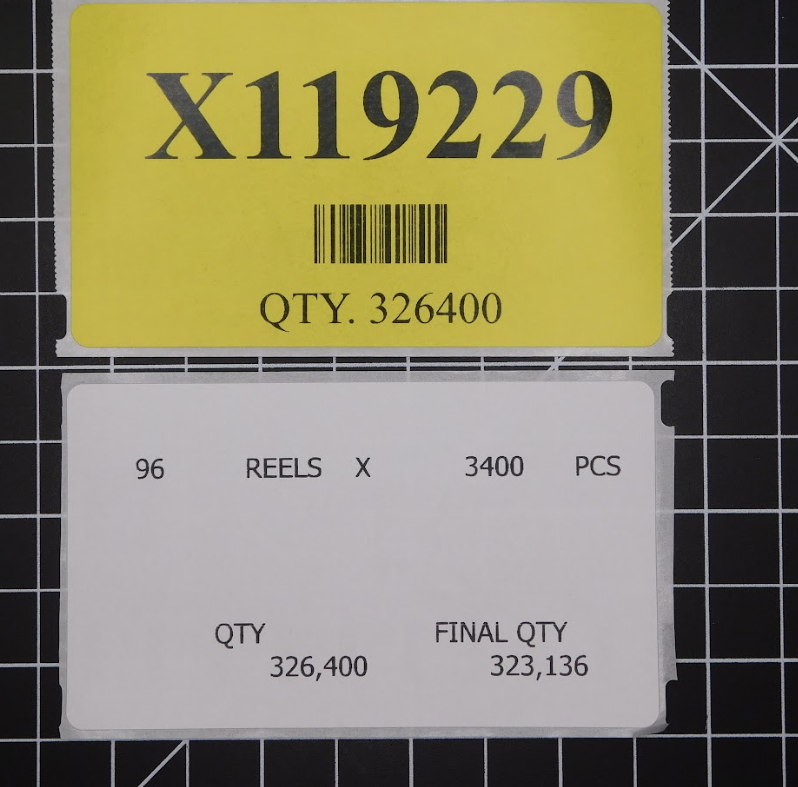 X119229
QTY. 326400
96 REELS X 3400 PCS
QTY FINAL QTY
326,400 323,136